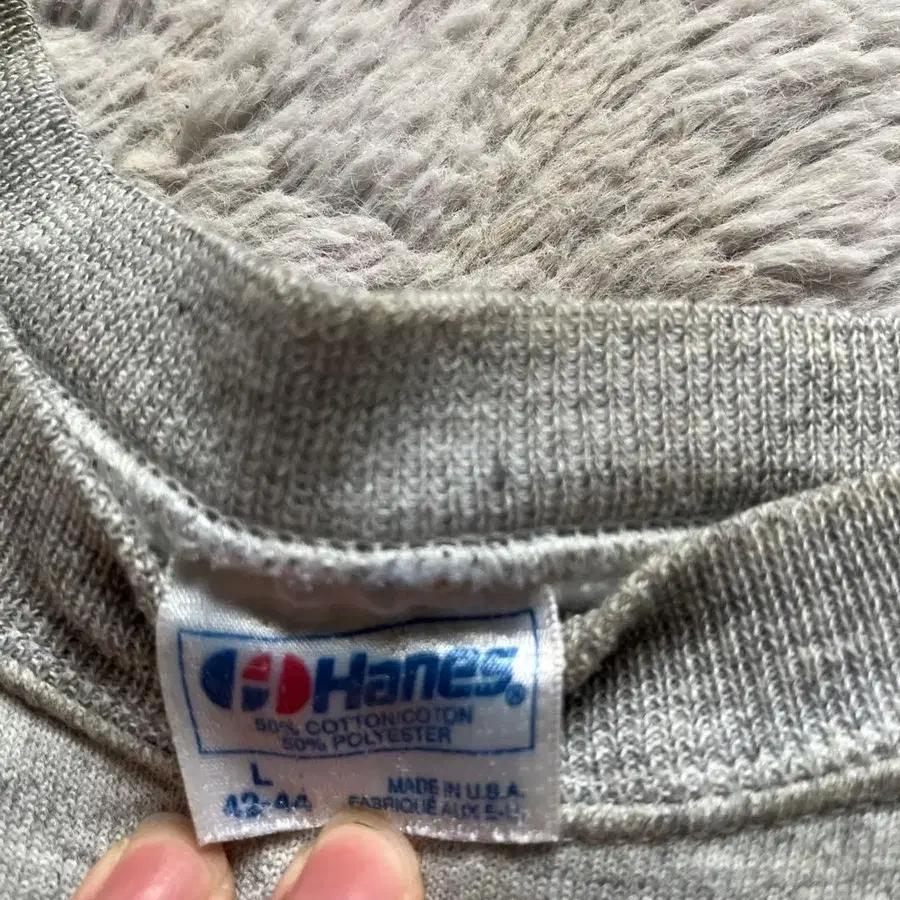 Hanes®
50% COTTON/COTON
50% POLYESTER
L
42-44
MADE IN U.S.A.
FABRIQUÉ AUX É-U.